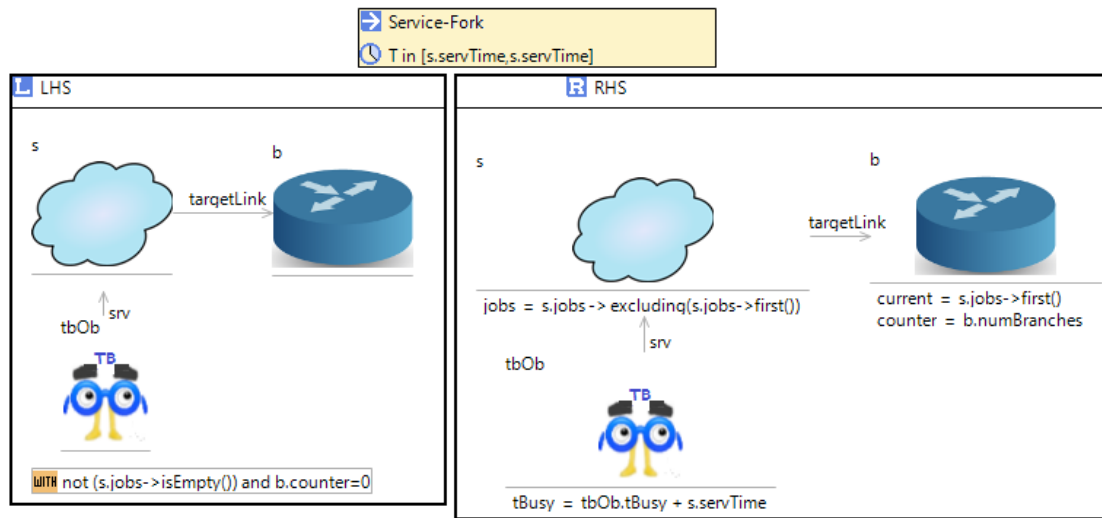 Service-Fork
T in [s.servTime,s.servTime]
L LHS
s
b
targetLink
srv
tbOb
TB
WITH not (s.jobs->isEmpty()) and b.counter=0
R RHS
s
b
targetLink
jobs = s.jobs-> excluding(s.jobs->first())
current = s.jobs->first()
counter = b.numBranches
srv
tbOb
TB
tBusy = tbOb.tBusy + s.servTime